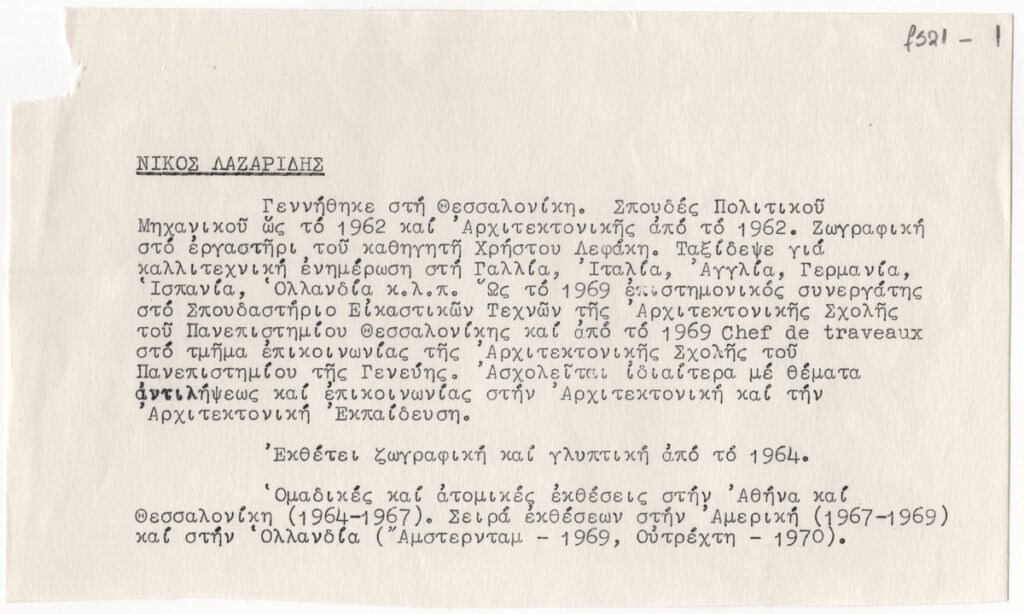 f521 - 1
ΝΙΚΟΣ ΛΑΖΑΡΙΔΗΣ
Γεννήθηκε στή Θεσσαλονίκη. Σπουδές Πολιτικοῦ
Μηχανικοῦ ὥς τό 1962 καί Ἀρχιτεκτονικῆς ἀπό τό 1962. Ζωγραφική
στό ἐργαστῆρι τοῦ καθηγητῆ Χρήστου Λεφάκη. Ταξίδεψε γιά
καλλιτεχνική ἐνημέρωση στή Γαλλία, Ἰταλία, Ἀγγλία, Γερμανία,
Ἰσπανία, Ὁλλανδία κ.λ.π. Ὥς τό 1969 ἐπιστημονικός συνεργάτης
στό Σπουδαστήριο Εἰκαστικῶν Τεχνῶν τῆς Ἀρχιτεκτονικῆς Σχολῆς
τοῦ Πανεπιστημίου Θεσσαλονίκης καί ἀπό τό 1969 Chef de traveaux
στό τμῆμα ἐπικοινωνίας τῆς Ἀρχιτεκτονικῆς Σχολῆς τοῦ
Πανεπιστημίου τῆς Γενεύης. Ἀσχολεῖται ἰδιαίτερα μέ θέματα
ἀντιλήψεως καί ἐπικοινωνίας στήν Ἀρχιτεκτονική καί τήν
Ἀρχιτεκτονική Ἐκπαίδευση.
Ἐκθέτει ζωγραφική καί γλυπτική ἀπό τό 1964.
Ὁμαδικές καί ἀτομικές ἐκθέσεις στήν Ἀθήνα καί
Θεσσαλονίκη (1964-1967). Σειρά ἐκθέσεων στήν Ἀμερική (1967-1969)
καί στήν Ὁλλανδία (Ἄμστερνταμ - 1969, Οὐτρέχτη - 1970).